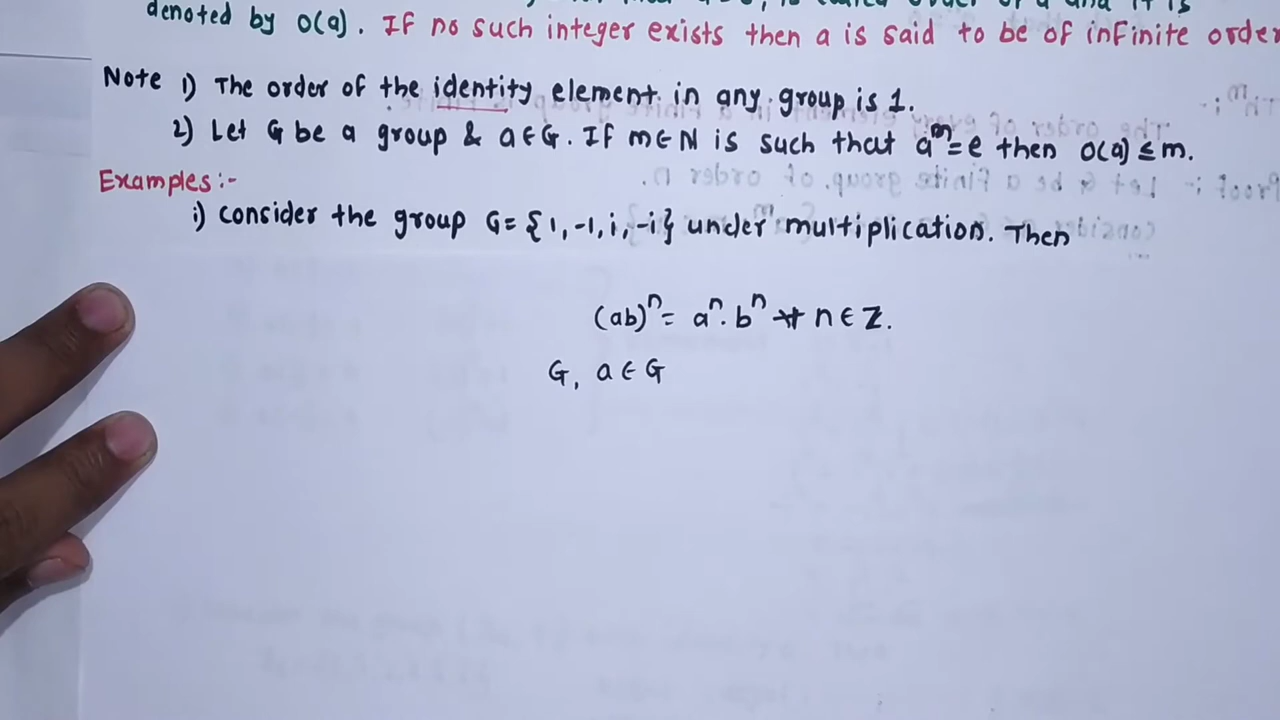 denoted by O(a). If no such integer exists then a is said to be of infinite order
Note 1) The order of the identity element in any group is 1.
2) Let G be a group & a ∈ G. If m ∈ N is such that a^m = e then O(a) ≤ m.
Examples:-
i) consider the group G = {1, -1, i, -i} under multiplication. Then
(ab)^n = a^n . b^n ∀ n ∈ Z.
G, a ∈ G